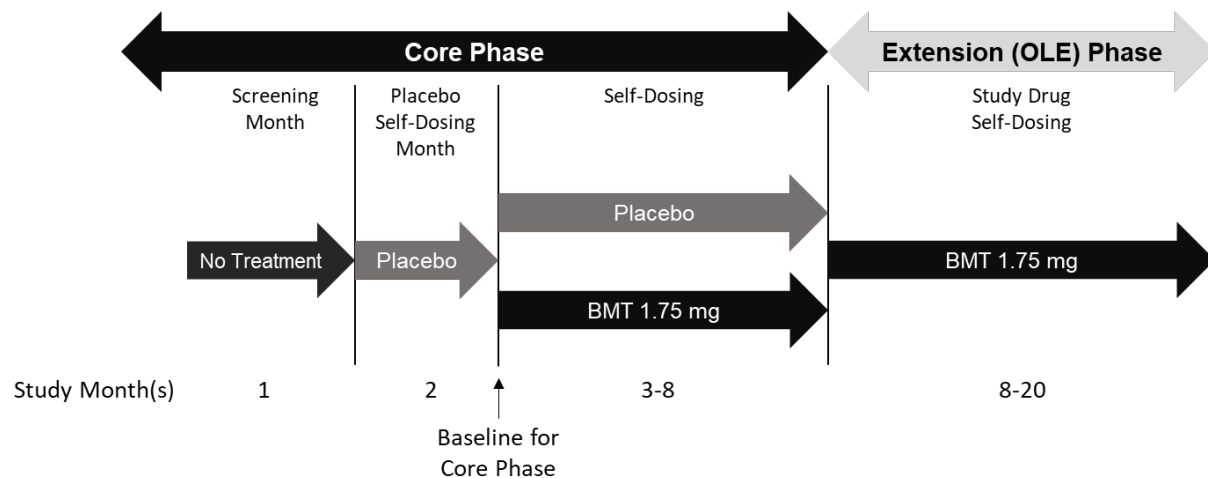 Core Phase
Extension (OLE) Phase
Screening
Month
Placebo
Self-Dosing
Month
Self-Dosing
Study Drug
Self-Dosing
No Treatment
Placebo
Placebo
BMT 1.75 mg
BMT 1.75 mg
Study Month(s)
1
2
3-8
8-20
Baseline for
Core Phase